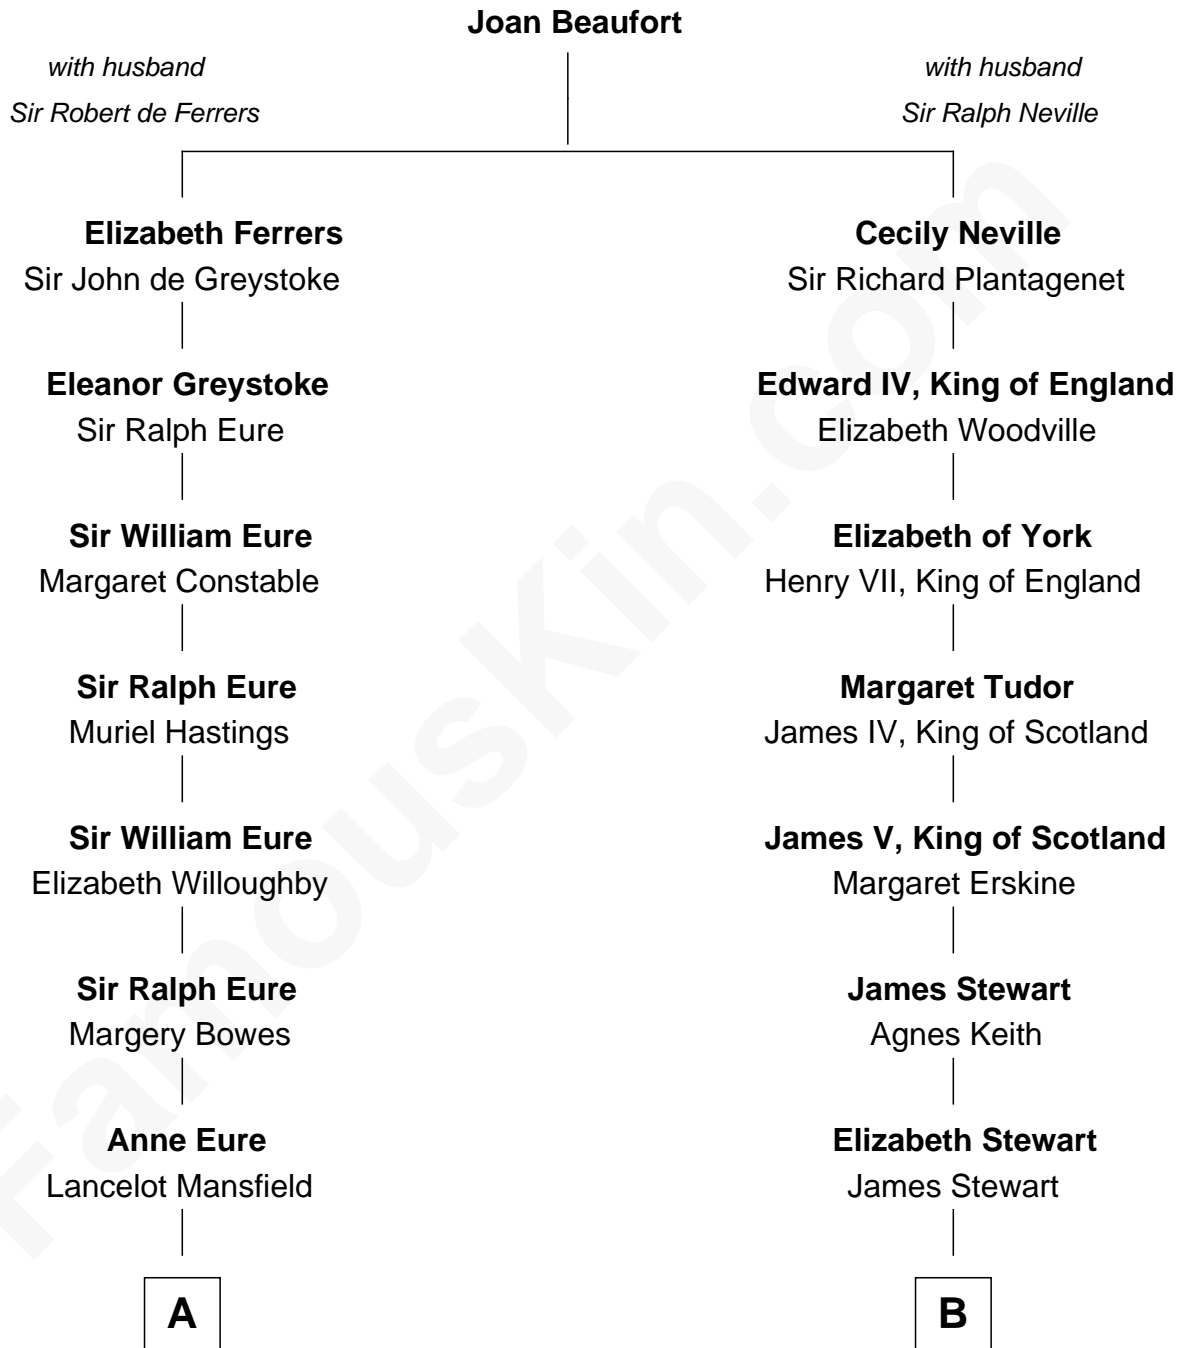 Joan Beaufort
with husband
Sir Robert de Ferrers
with husband
Sir Ralph Neville
Elizabeth Ferrers
Sir John de Greystoke
Cecily Neville
Sir Richard Plantagenet
Eleanor Greystoke
Sir Ralph Eure
Edward IV, King of England
Elizabeth Woodville
Sir William Eure
Margaret Constable
Elizabeth of York
Henry VII, King of England
Sir Ralph Eure
Muriel Hastings
Margaret Tudor
James IV, King of Scotland
Sir William Eure
Elizabeth Willoughby
James V, King of Scotland
Margaret Erskine
Sir Ralph Eure
Margery Bowes
James Stewart
Agnes Keith
Anne Eure
Lancelot Mansfield
Elizabeth Stewart
James Stewart
A
B
FamousKin.com